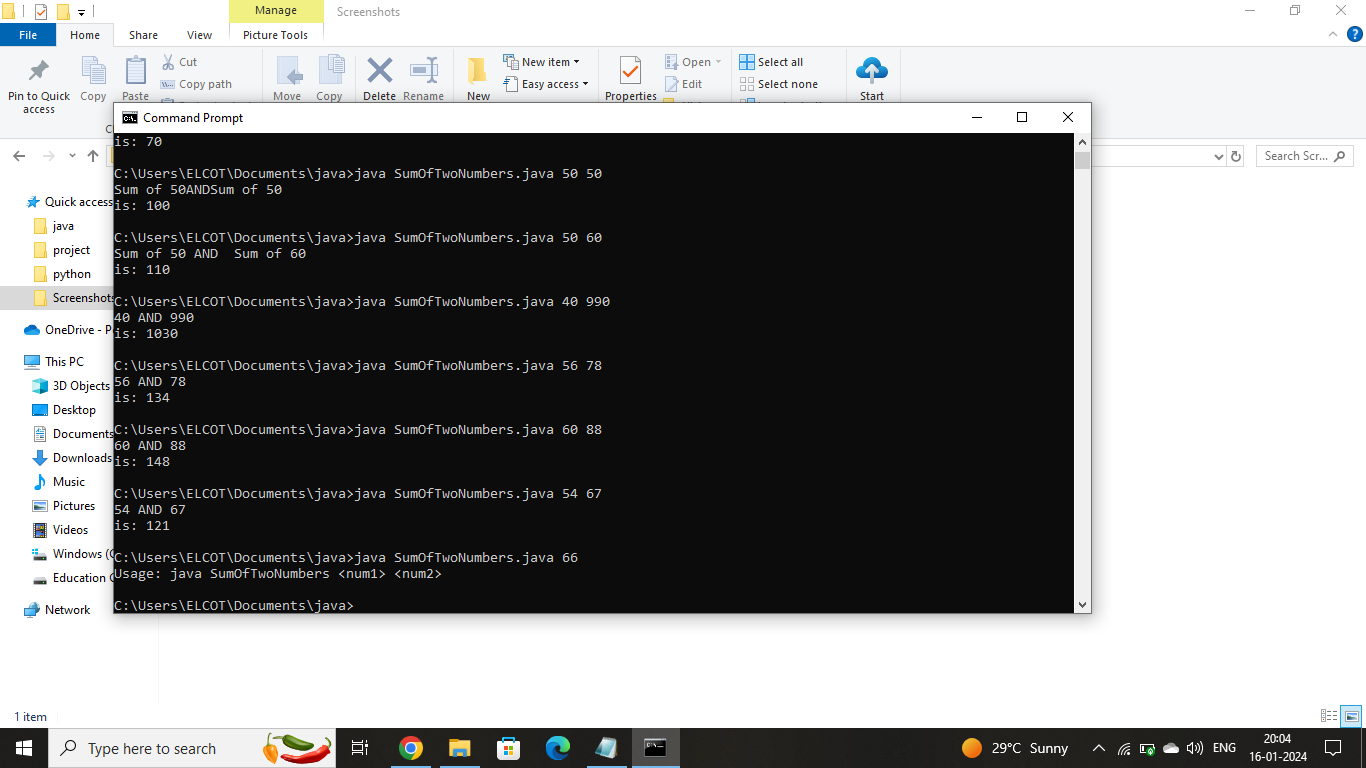 Manage
Screenshots
File
Home
Share
View
Picture Tools
?
Pin to Quick
access
Copy
Paste
Cut
Copy path
Move
Copy
Delete
Rename
New
New item
Easy access
Properties
Open
Edit
Select all
Select none
Start
C:\.
Command Prompt
Search Scr...
Quick access
java
project
python
Screenshots
OneDrive - P
This PC
3D Objects
Desktop
Documents
Downloads
Music
Pictures
Videos
Windows (
Education
Network
is: 70
C:\Users\ELCOT\Documents\java>java SumOfTwoNumbers.java 50 50
Sum of 50ANDSum of 50
is: 100
C:\Users\ELCOT\Documents\java>java SumOfTwoNumbers.java 50 60
Sum of 50 AND  Sum of 60
is: 110
C:\Users\ELCOT\Documents\java>java SumOfTwoNumbers.java 40 990
40 AND 990
is: 1030
C:\Users\ELCOT\Documents\java>java SumOfTwoNumbers.java 56 78
56 AND 78
is: 134
C:\Users\ELCOT\Documents\java>java SumOfTwoNumbers.java 60 88
60 AND 88
is: 148
C:\Users\ELCOT\Documents\java>java SumOfTwoNumbers.java 54 67
54 AND 67
is: 121
C:\Users\ELCOT\Documents\java>java SumOfTwoNumbers.java 66
Usage: java SumOfTwoNumbers <num1> <num2>
C:\Users\ELCOT\Documents\java>
1 item
Type here to search
29°C Sunny
ENG
20:04
16-01-2024